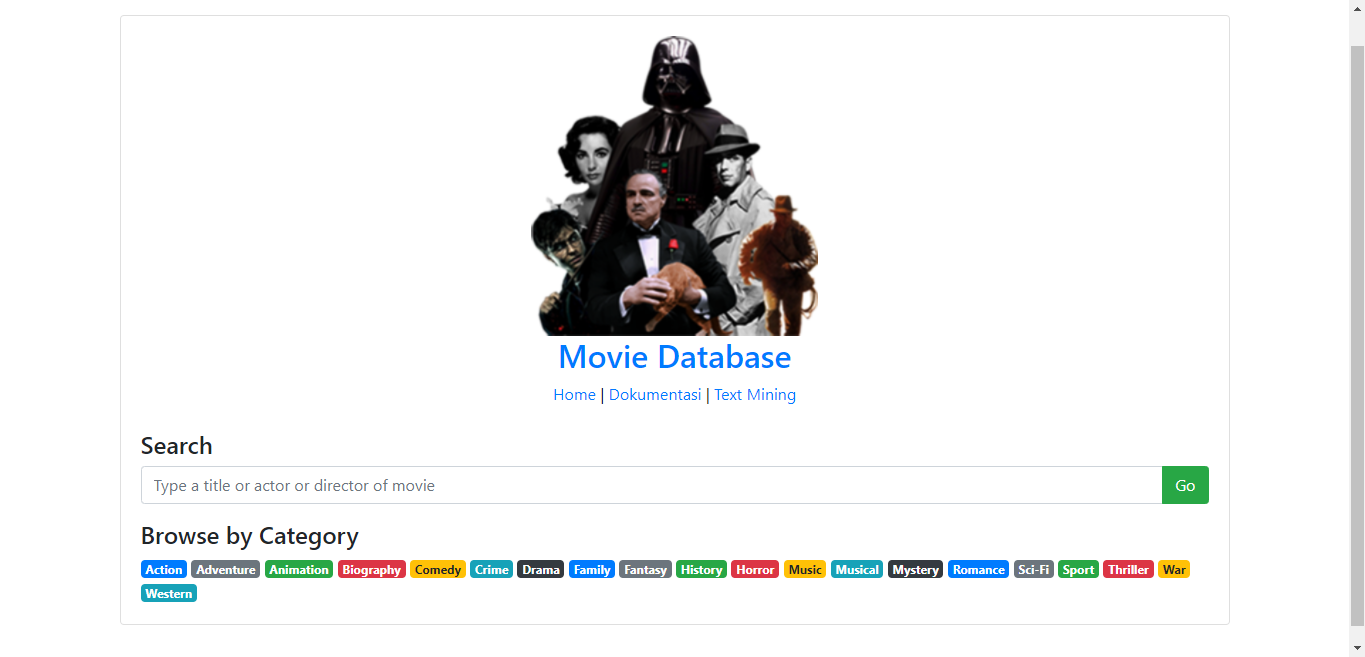 Movie Database
Home | Dokumentasi | Text Mining
Search
Type a title or actor or director of movie Go
Browse by Category
Action Adventure Animation Biography Comedy Crime Drama Family Fantasy History Horror Music Musical Mystery Romance Sci-Fi Sport Thriller War
Western